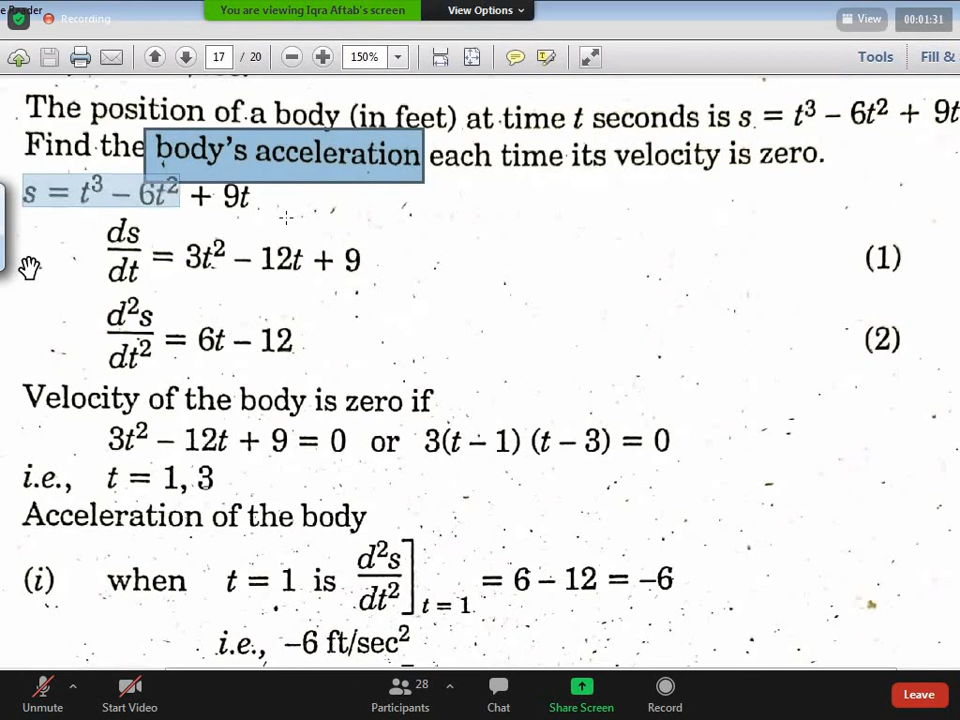 e Reader
Recording
You are viewing Iqra Aftab's screen
View Options
View
00:01:31
17 / 20
150%
Tools
Fill &
The position of a body (in feet) at time t seconds is s = t³ – 6t² + 9t
Find the body's acceleration each time its velocity is zero.
s = t³ – 6t² + 9t
ds/dt = 3t² – 12t + 9 (1)
d²s/dt² = 6t – 12 (2)
Velocity of the body is zero if
3t² – 12t + 9 = 0 or 3(t – 1) (t – 3) = 0
i.e., t = 1, 3
Acceleration of the body
(i) when t = 1 is d²s/dt²]t = 1 = 6 – 12 = –6
i.e., –6 ft/sec²
Unmute
Start Video
28
Participants
Chat
Share Screen
Record
Leave